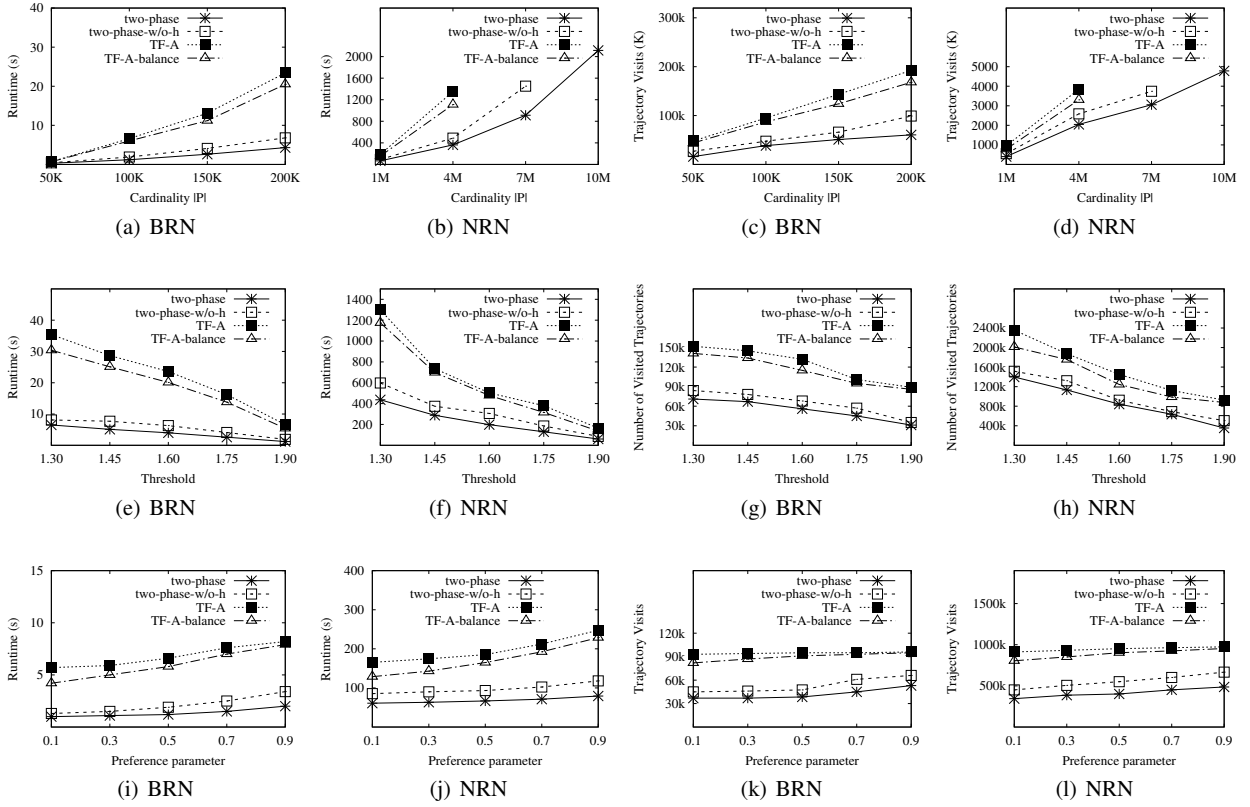 40
30
20
10
50K
100K
150K
200K
Runtime (s)
Cardinality |P|
two-phase
two-phase-w/o-h
TF-A
TF-A-balance
(a) BRN
2000
1600
1200
800
400
1M
4M
7M
10M
Runtime (s)
Cardinality |P|
two-phase
two-phase-w/o-h
TF-A
TF-A-balance
(b) NRN
300k
200k
100k
50K
100K
150K
200K
Trajectory Visits (K)
Cardinality |P|
two-phase
two-phase-w/o-h
TF-A
TF-A-balance
(c) BRN
5000
4000
3000
2000
1000
1M
4M
7M
10M
Trajectory Visits (K)
Cardinality |P|
two-phase
two-phase-w/o-h
TF-A
TF-A-balance
(d) NRN
40
30
20
10
1.30
1.45
1.60
1.75
1.90
Runtime (s)
Threshold
two-phase
two-phase-w/o-h
TF-A
TF-A-balance
(e) BRN
1400
1200
1000
800
600
400
200
1.30
1.45
1.60
1.75
1.90
Runtime (s)
Threshold
two-phase
two-phase-w/o-h
TF-A
TF-A-balance
(f) NRN
150k
120k
90k
60k
30k
1.30
1.45
1.60
1.75
1.90
Number of Visited Trajectories
Threshold
two-phase
two-phase-w/o-h
TF-A
TF-A-balance
(g) BRN
2400k
2000k
1600k
1200k
800k
400k
1.30
1.45
1.60
1.75
1.90
Number of Visited Trajectories
Threshold
two-phase
two-phase-w/o-h
TF-A
TF-A-balance
(h) NRN
15
10
5
0.1
0.3
0.5
0.7
0.9
Runtime (s)
Preference parameter
two-phase
two-phase-w/o-h
TF-A
TF-A-balance
(i) BRN
400
300
200
100
0.1
0.3
0.5
0.7
0.9
Runtime (s)
Preference parameter
two-phase
two-phase-w/o-h
TF-A
TF-A-balance
(j) NRN
120k
90k
60k
30k
0.1
0.3
0.5
0.7
0.9
Trajectory Visits
Preference parameter
two-phase
two-phase-w/o-h
TF-A
TF-A-balance
(k) BRN
1500k
1000k
500k
0.1
0.3
0.5
0.7
0.9
Trajectory Visits
Preference parameter
two-phase
two-phase-w/o-h
TF-A
TF-A-balance
(l) NRN